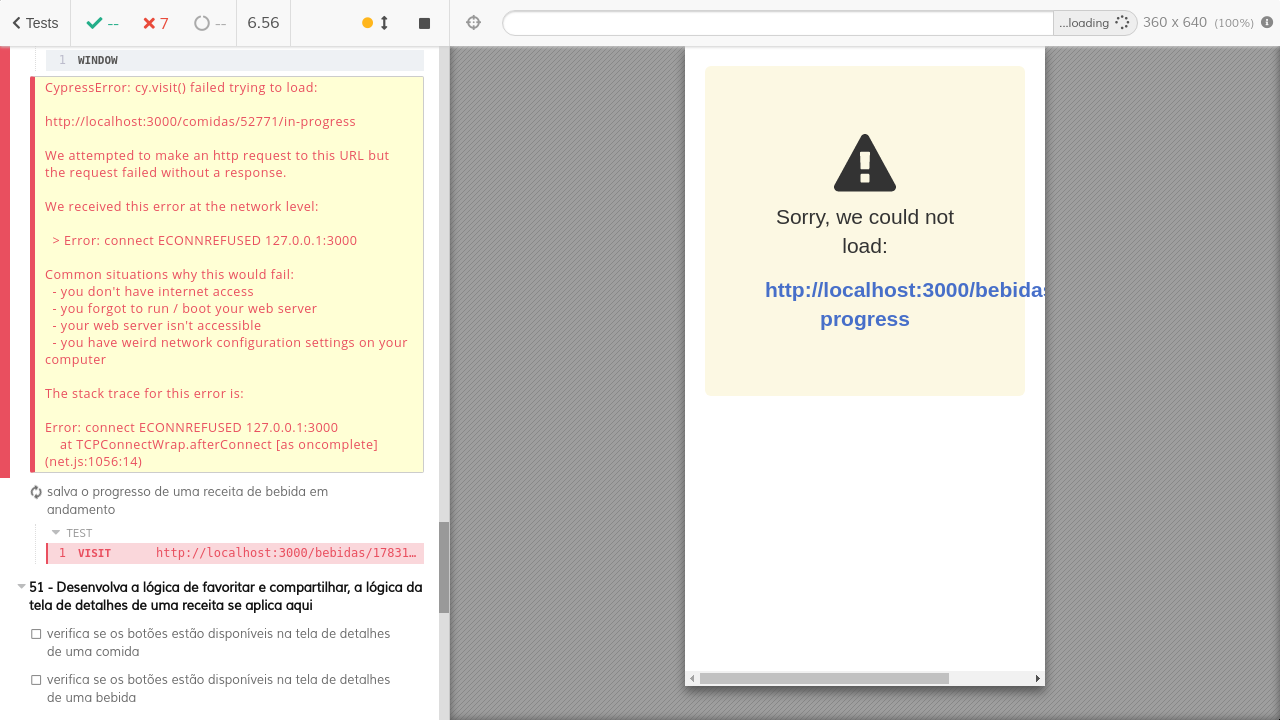 Tests -- 7 -- 6.56
...loading 360 x 640 (100%)
1 WINDOW
CypressError: cy.visit() failed trying to load:
http://localhost:3000/comidas/52771/in-progress
We attempted to make an http request to this URL but
the request failed without a response.
We received this error at the network level:
> Error: connect ECONNREFUSED 127.0.0.1:3000
Common situations why this would fail:
- you don't have internet access
- you forgot to run / boot your web server
- your web server isn't accessible
- you have weird network configuration settings on your
computer
The stack trace for this error is:
Error: connect ECONNREFUSED 127.0.0.1:3000
at TCPConnectWrap.afterConnect [as oncomplete]
(net.js:1056:14)
salva o progresso de uma receita de bebida em
andamento
TEST
1 VISIT http://localhost:3000/bebidas/17831…
51 - Desenvolva a lógica de favoritar e compartilhar, a lógica da
tela de detalhes de uma receita se aplica aqui
verifica se os botões estão disponíveis na tela de detalhes
de uma comida
verifica se os botões estão disponíveis na tela de detalhes
de uma bebida
Sorry, we could not
load:
http://localhost:3000/bebidas
progress